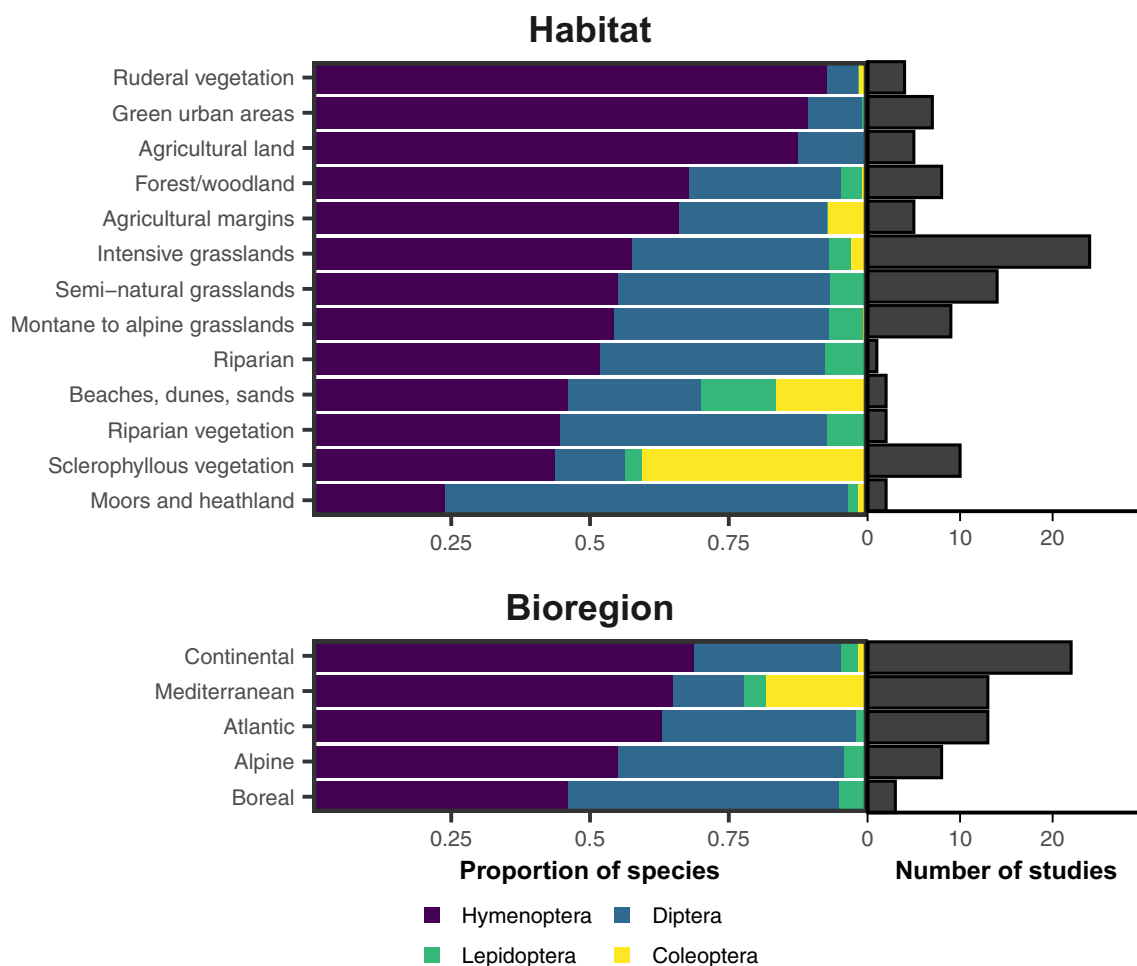 Habitat
Ruderal vegetation
Green urban areas
Agricultural land
Forest/woodland
Agricultural margins
Intensive grasslands
Semi−natural grasslands
Montane to alpine grasslands
Riparian
Beaches, dunes, sands
Riparian vegetation
Sclerophyllous vegetation
Moors and heathland
0.25 0.5 0.75 0 10 20
Bioregion
Continental
Mediterranean
Atlantic
Alpine
Boreal
0.25 0.5 0.75 0 10 20
Proportion of species Number of studies
Hymenoptera Diptera
Lepidoptera Coleoptera